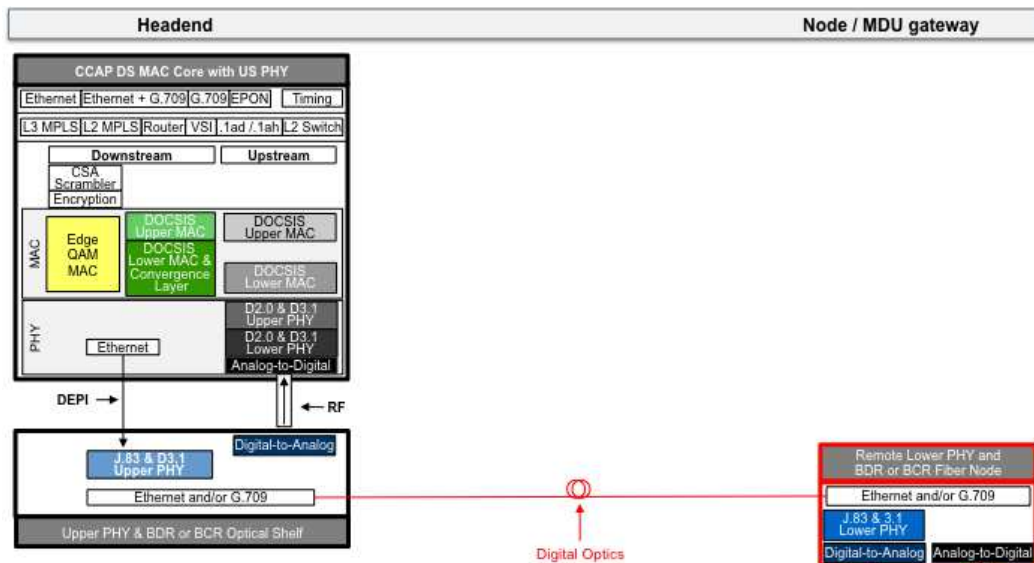 Headend
Node / MDU gateway
CCAP DS MAC Core with US PHY
Ethernet Ethernet + G.709 G.709 EPON Timing
L3 MPLS L2 MPLS Router VSI .1ad /.1ah L2 Switch
Downstream Upstream
CSA
Scrambler
Encryption
MAC
Edge
QAM
MAC
DOCSIS
Upper MAC
DOCSIS
Lower MAC &
Convergence
Layer
DOCSIS
Upper MAC
DOCSIS
Lower MAC
PHY
Ethernet
D2.0 & D3.1
Upper PHY
D2.0 & D3.1
Lower PHY
Analog-to-Digital
DEPI
RF
Digital-to-Analog
J.83 & D3.1
Upper PHY
Ethernet and/or G.709
Upper PHY & BDR or BCR Optical Shelf
Digital Optics
Remote Lower PHY and
BDR or BCR Fiber Node
Ethernet and/or G.709
J.83 & 3.1
Lower PHY
Digital-to-Analog
Analog-to-Digital